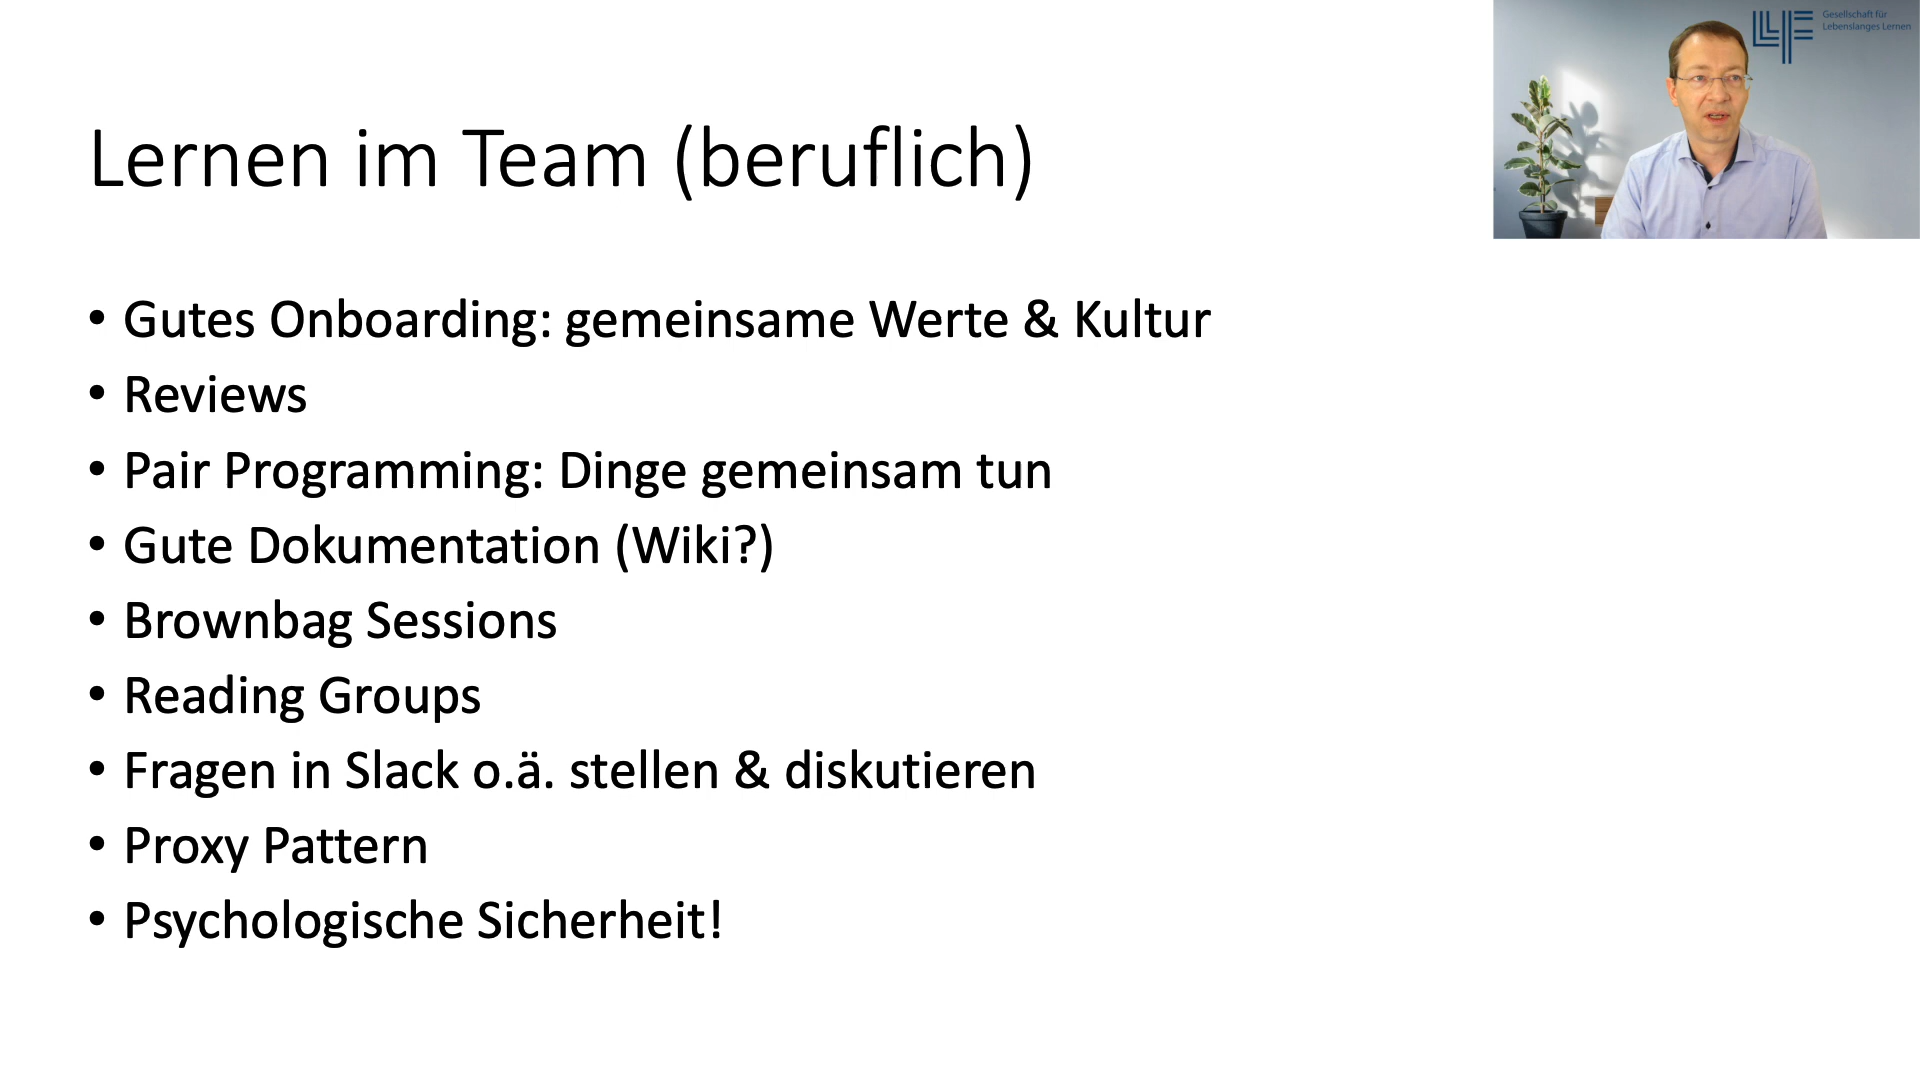 Gesellschaft für
Lebenslanges Lernen
Lernen im Team (beruflich)
• Gutes Onboarding: gemeinsame Werte & Kultur
• Reviews
• Pair Programming: Dinge gemeinsam tun
• Gute Dokumentation (Wiki?)
• Brownbag Sessions
• Reading Groups
• Fragen in Slack o.ä. stellen & diskutieren
• Proxy Pattern
• Psychologische Sicherheit!